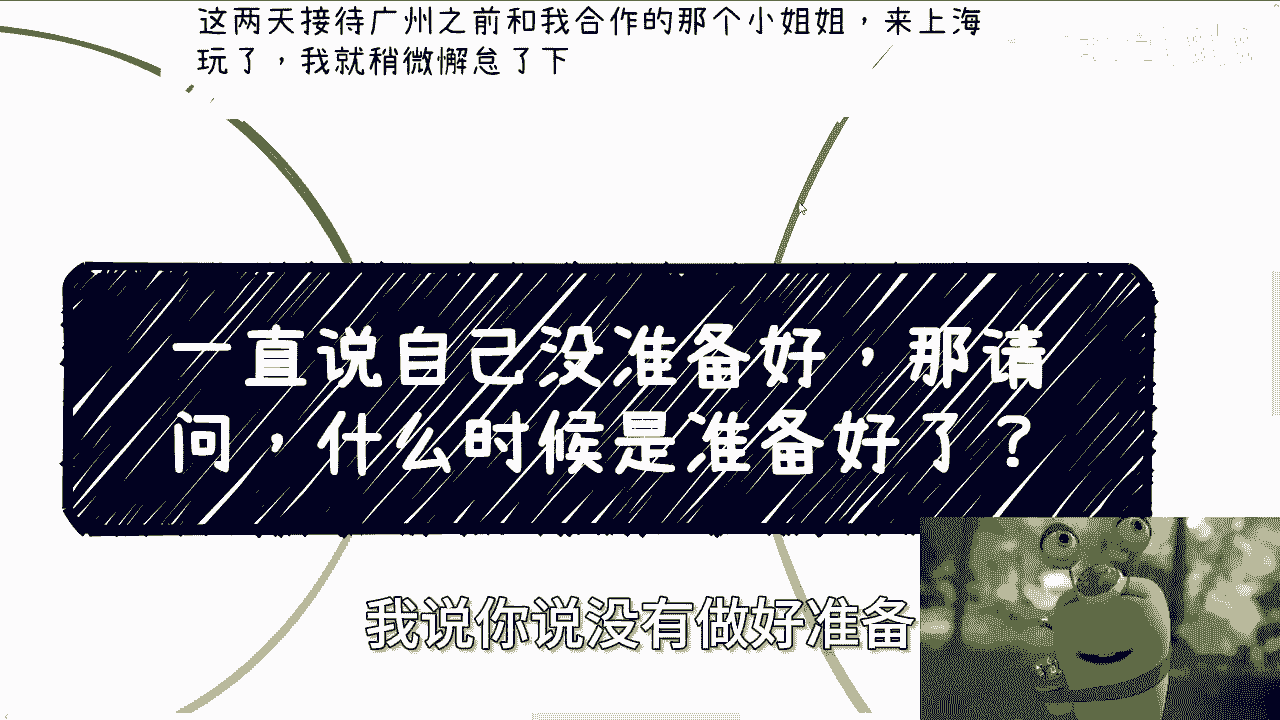 这两天接待广州之前和我合作的那个小姐姐，来上海
玩了，我就稍微懈怠了下
一直说自己没准备好，那请
问，什么时候是准备好了？
我说你说没有做好准备